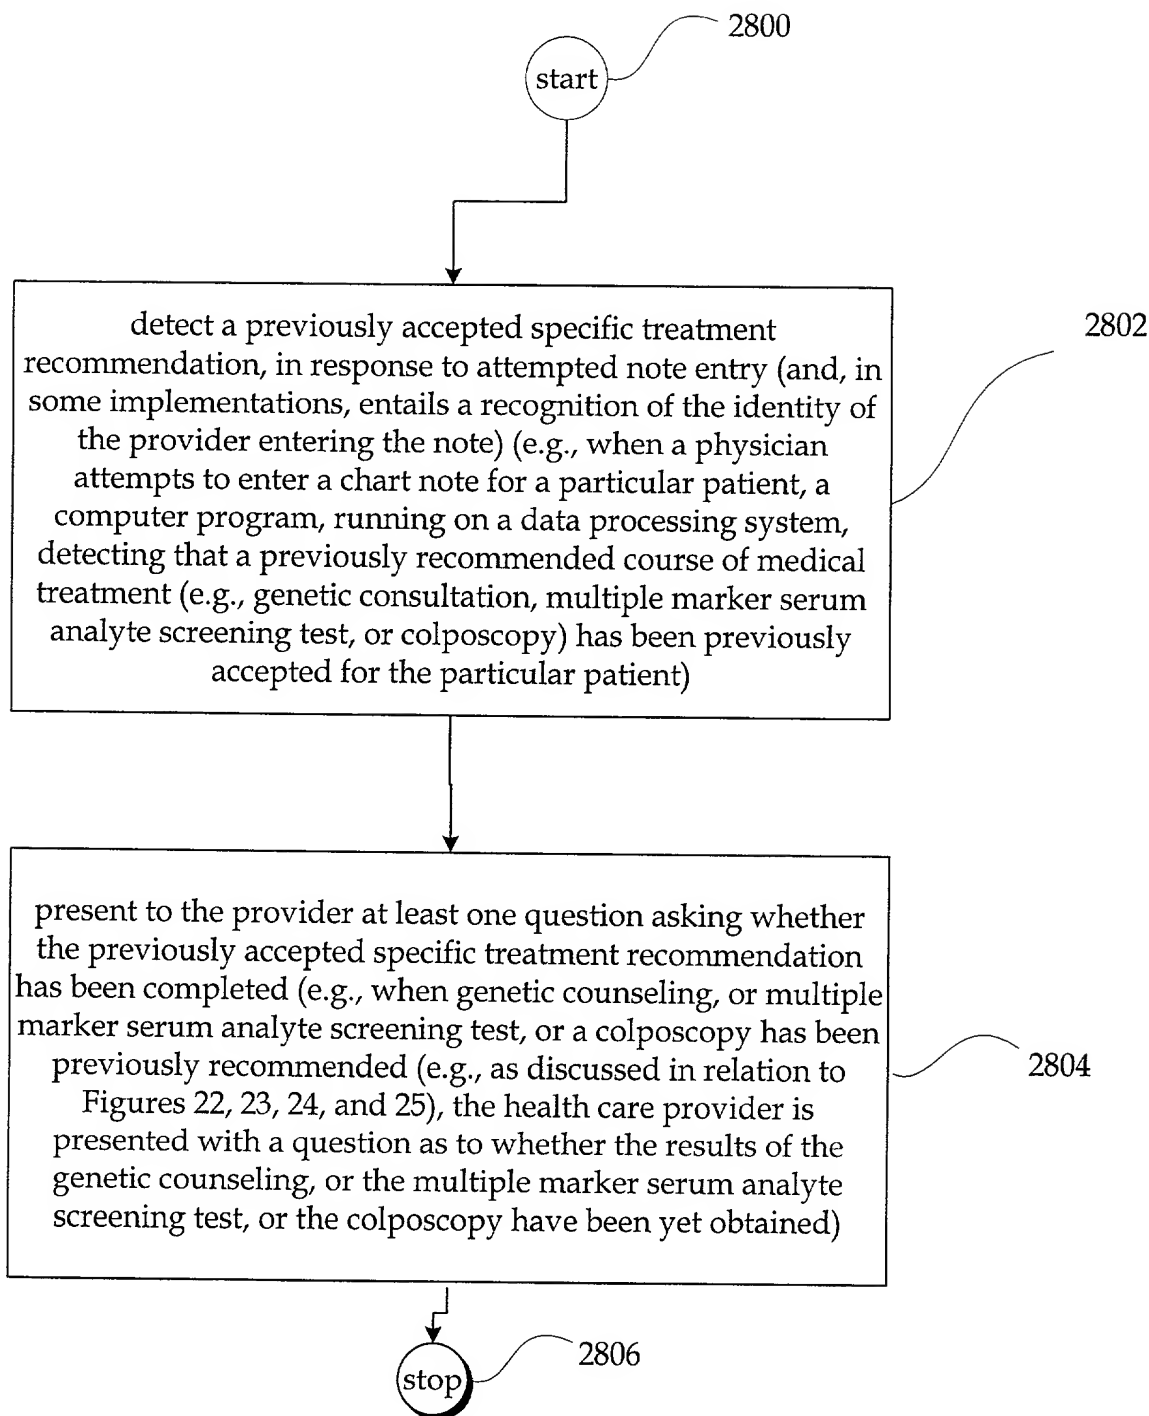 2800
start
2802
detect a previously accepted specific treatment
recommendation, in response to attempted note entry (and, in
some implementations, entails a recognition of the identity of
the provider entering the note) (e.g., when a physician
attempts to enter a chart note for a particular patient, a
computer program, running on a data processing system,
detecting that a previously recommended course of medical
treatment (e.g., genetic consultation, multiple marker serum
analyte screening test, or colposcopy) has been previously
accepted for the particular patient)
present to the provider at least one question asking whether
the previously accepted specific treatment recommendation
has been completed (e.g., when genetic counseling, or multiple
marker serum analyte screening test, or a colposcopy has been
previously recommended (e.g., as discussed in relation to
Figures 22, 23, 24, and 25), the health care provider is
presented with a question as to whether the results of the
genetic counseling, or the multiple marker serum analyte
screening test, or the colposcopy have been yet obtained)
2804
2806
stop